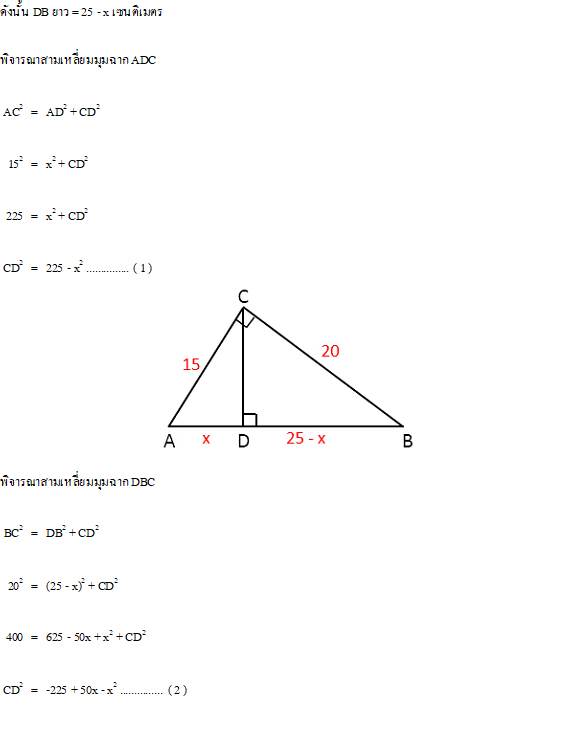 ดังนั้น DB ยาว = 25 - x เซนติเมตร
พิจารณาสามเหลี่ยมมุมฉาก ADC
AC² = AD² + CD²
15² = x² + CD²
225 = x² + CD²
CD² = 225 - x² ............... ( 1 )
C
15
20
A
x
D
25 - x
B
พิจารณาสามเหลี่ยมมุมฉาก DBC
BC² = DB² + CD²
20² = (25 - x)² + CD²
400 = 625 - 50x + x² + CD²
CD² = -225 + 50x - x² ............... ( 2 )